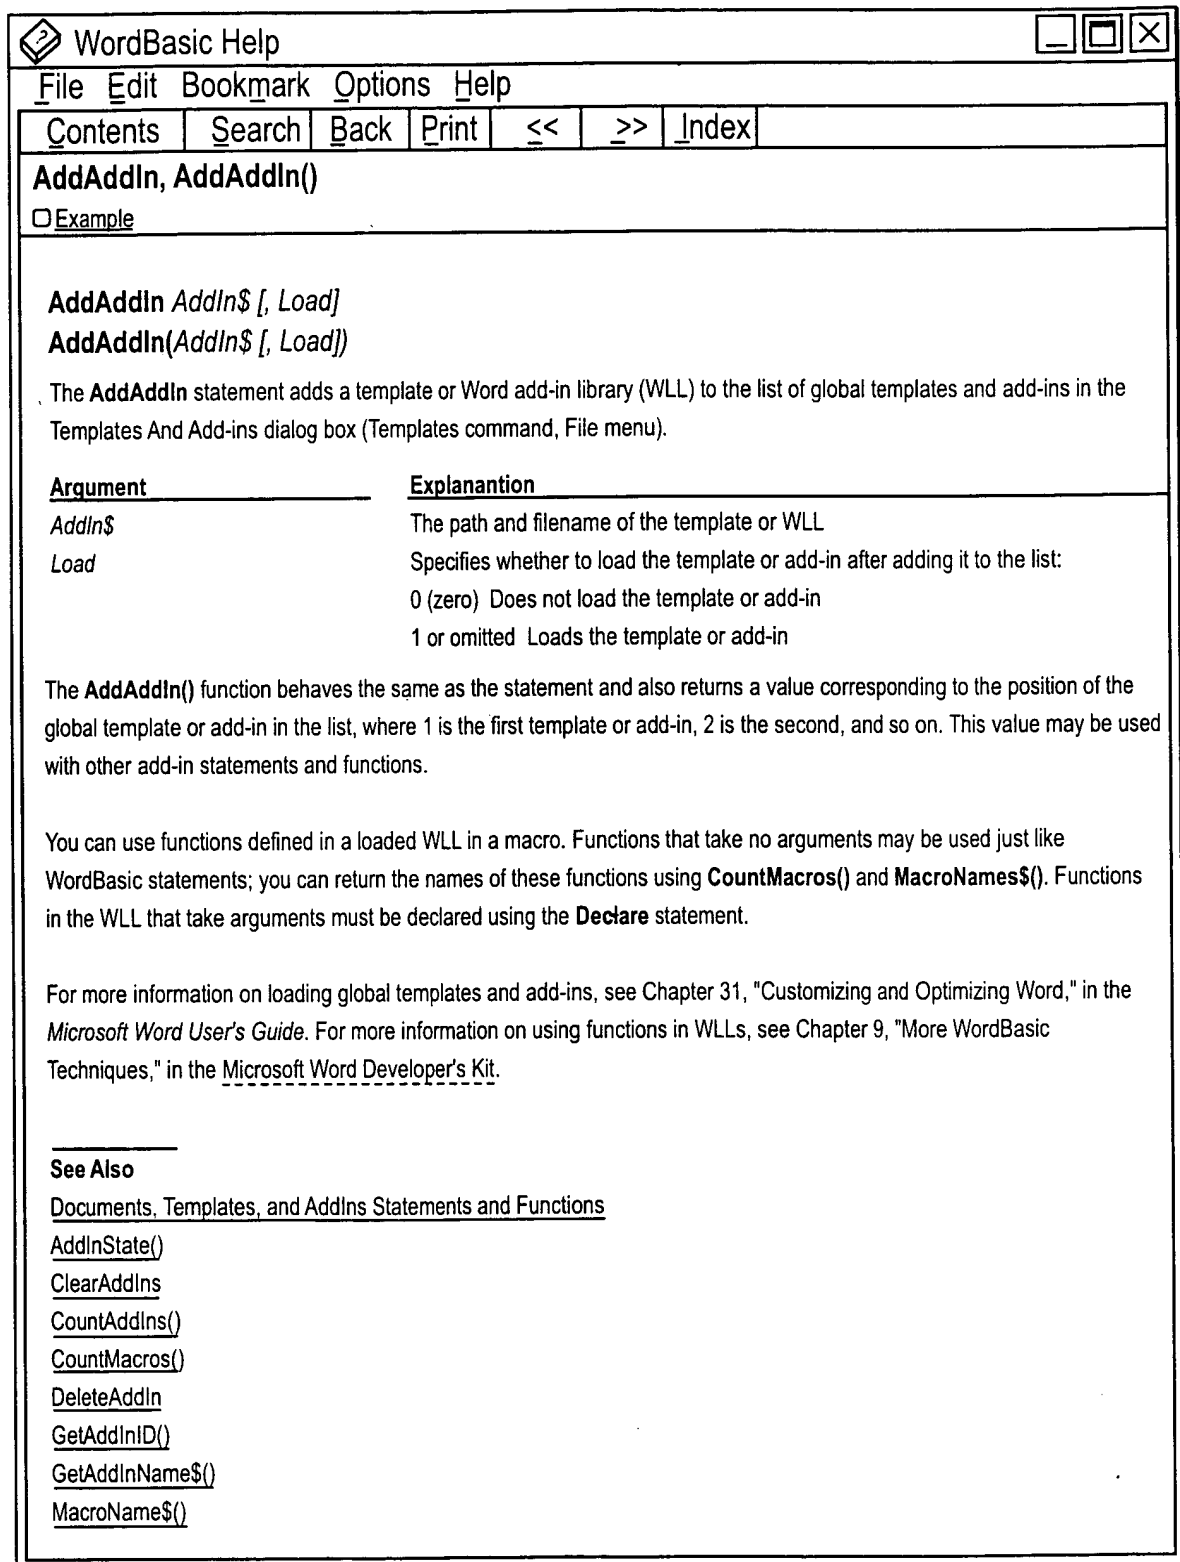 WordBasic Help
File Edit Bookmark Options Help
Contents Search Back Print << >> Index
AddAddIn, AddAddIn()
Example
AddAddIn AddIn$ [, Load]
AddAddIn(AddIn$ [, Load])
The AddAddIn statement adds a template or Word add-in library (WLL) to the list of global templates and add-ins in the
Templates And Add-ins dialog box (Templates command, File menu).
Argument Explanantion
AddIn$ The path and filename of the template or WLL
Load Specifies whether to load the template or add-in after adding it to the list:
0 (zero) Does not load the template or add-in
1 or omitted Loads the template or add-in
The AddAddIn() function behaves the same as the statement and also returns a value corresponding to the position of the
global template or add-in in the list, where 1 is the first template or add-in, 2 is the second, and so on. This value may be used
with other add-in statements and functions.
You can use functions defined in a loaded WLL in a macro. Functions that take no arguments may be used just like
WordBasic statements; you can return the names of these functions using CountMacros() and MacroNames$(). Functions
in the WLL that take arguments must be declared using the Declare statement.
For more information on loading global templates and add-ins, see Chapter 31, "Customizing and Optimizing Word," in the
Microsoft Word User's Guide. For more information on using functions in WLLs, see Chapter 9, "More WordBasic
Techniques," in the Microsoft Word Developer's Kit.
See Also
Documents, Templates, and AddIns Statements and Functions
AddInState()
ClearAddIns
CountAddIns()
CountMacros()
DeleteAddIn
GetAddInID()
GetAddInName$()
MacroName$()